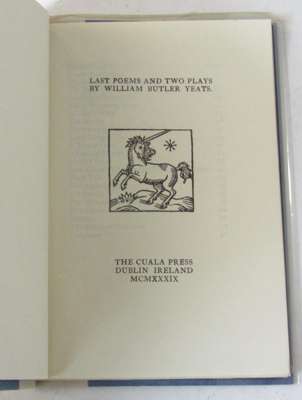 LAST POEMS AND TWO PLAYS
BY WILLIAM BUTLER YEATS.
THE CUALA PRESS
DUBLIN IRELAND
MCMXXXIX